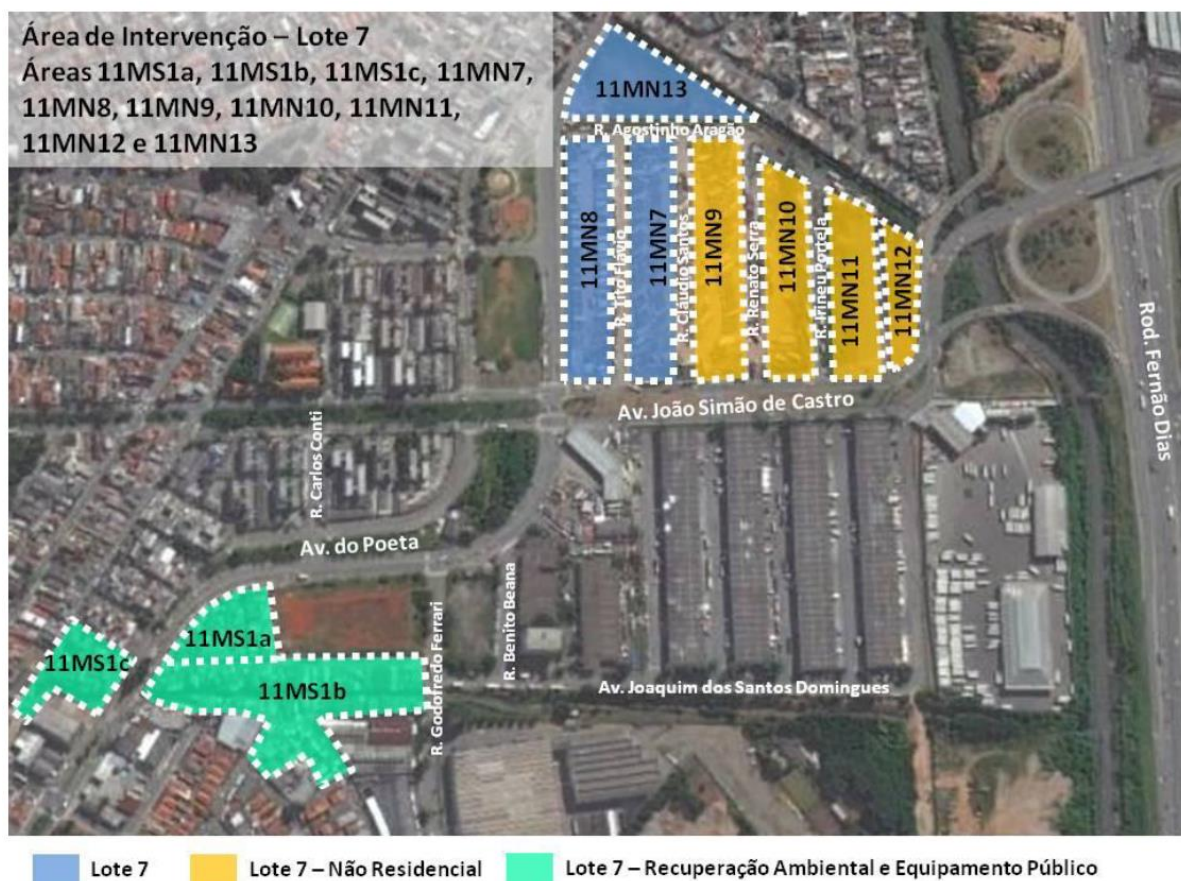 Área de Intervenção – Lote 7
Áreas 11MS1a, 11MS1b, 11MS1c, 11MN7,
11MN8, 11MN9, 11MN10, 11MN11,
11MN12 e 11MN13
11MN13
R. Agostinho Aragão
11MN8
R. Tito Flávio
11MN7
R. Cláudio Santos
11MN9
R. Renato Serra
11MN10
R. Irineu Portela
11MN11
11MN12
Rod. Fernão Dias
Av. João Simão de Castro
R. Carlos Conti
Av. do Poeta
R. Godofredo Ferrari
R. Benito Beana
11MS1a
11MS1c
11MS1b
Av. Joaquim dos Santos Domingues
Lote 7
Lote 7 – Não Residencial
Lote 7 – Recuperação Ambiental e Equipamento Público